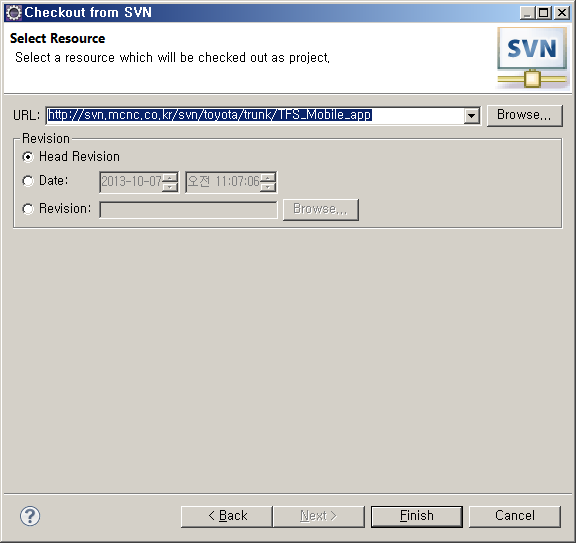 Checkout from SVN
Select Resource
Select a resource which will be checked out as project.
SVN
URL: http://svn.mcnc.co.kr/svn/toyota/trunk/TFS_Mobile_app Browse...
Revision
Head Revision
Date: 2013-10-07 오전 11:07:06
Revision: Browse...
? < Back Next > Finish Cancel